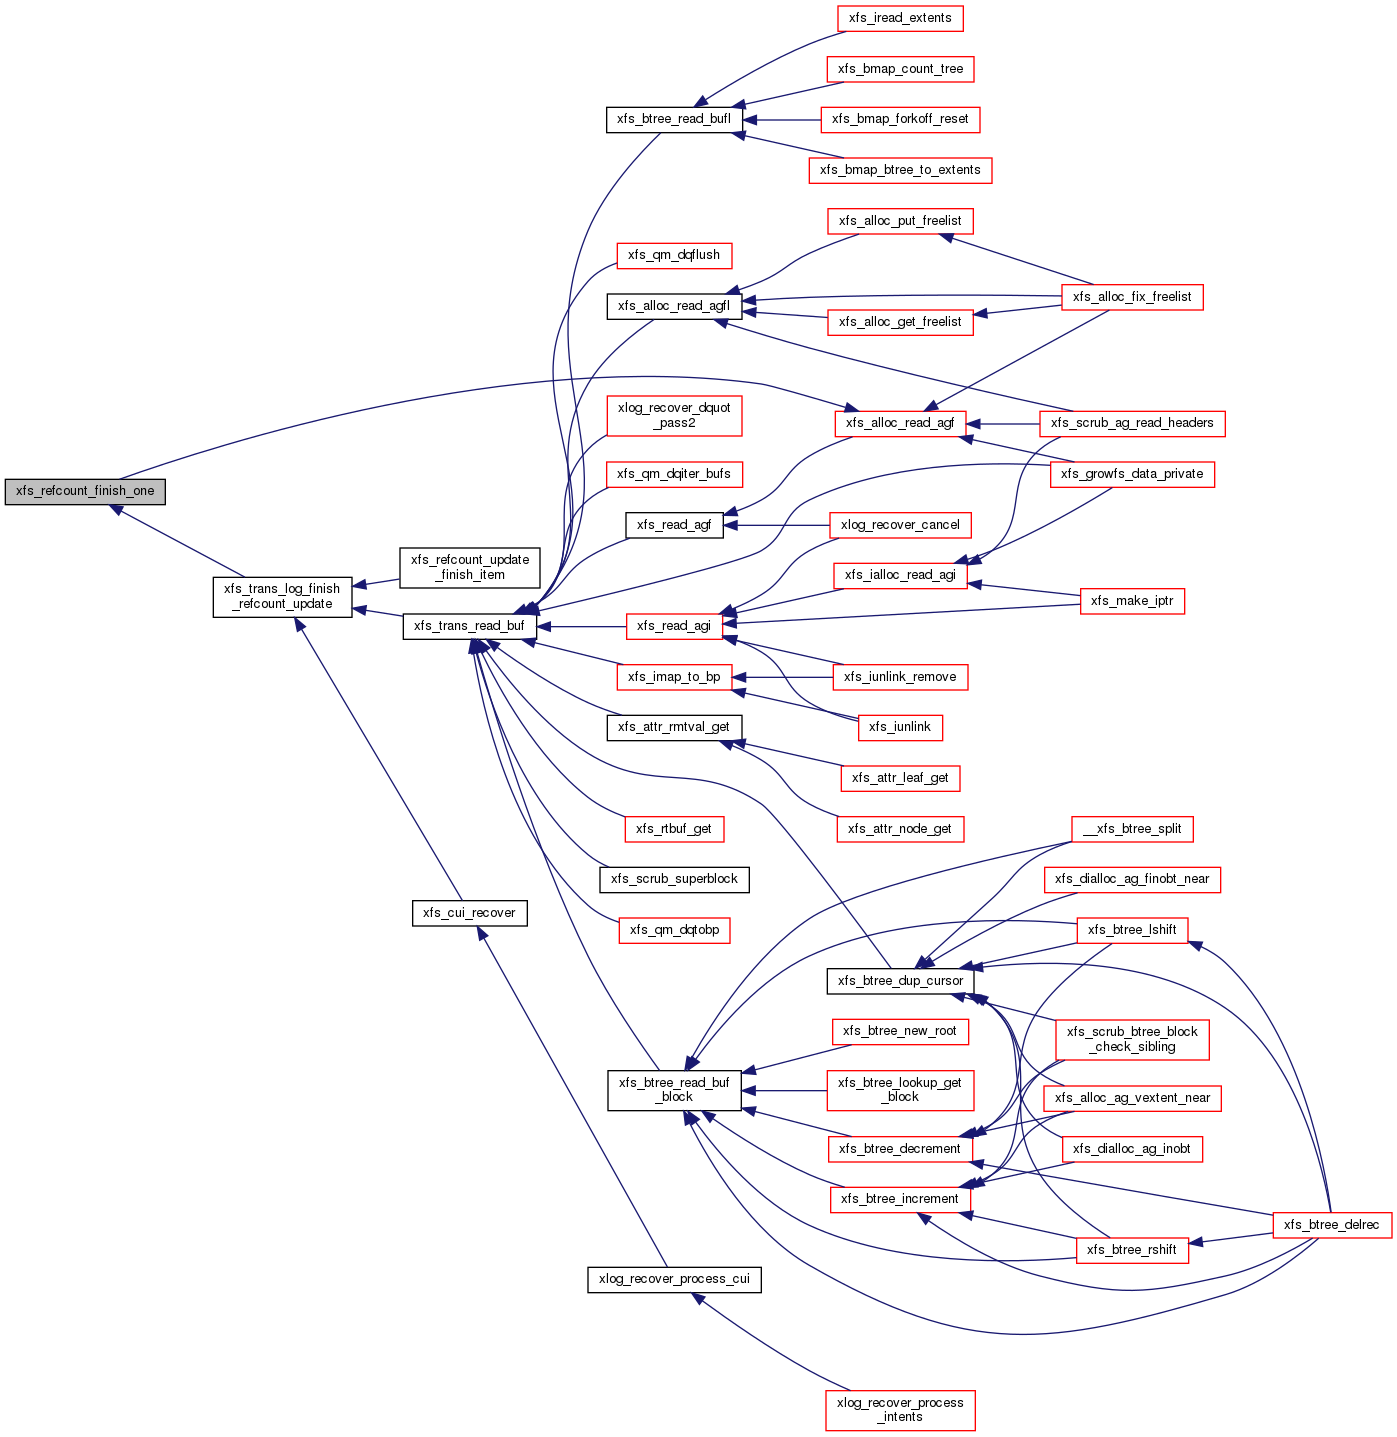 xfs_iread_extents
xfs_bmap_count_tree
xfs_btree_read_bufl
xfs_bmap_forkoff_reset
xfs_bmap_btree_to_extents
xfs_alloc_put_freelist
xfs_qm_dqflush
xfs_alloc_read_agfl
xfs_alloc_fix_freelist
xfs_alloc_get_freelist
xlog_recover_dquot
_pass2
xfs_alloc_read_agf
xfs_scrub_ag_read_headers
xfs_qm_dqiter_bufs
xfs_growfs_data_private
xfs_refcount_finish_one
xfs_read_agf
xlog_recover_cancel
xfs_refcount_update
_finish_item
xfs_ialloc_read_agi
xfs_trans_log_finish
_refcount_update
xfs_make_iptr
xfs_trans_read_buf
xfs_read_agi
xfs_imap_to_bp
xfs_iunlink_remove
xfs_attr_rmtval_get
xfs_iunlink
xfs_attr_leaf_get
xfs_rtbuf_get
xfs_attr_node_get
__xfs_btree_split
xfs_scrub_superblock
xfs_dialloc_ag_finobt_near
xfs_cui_recover
xfs_qm_dqtobp
xfs_btree_lshift
xfs_btree_dup_cursor
xfs_btree_new_root
xfs_scrub_btree_block
_check_sibling
xfs_btree_read_buf
_block
xfs_btree_lookup_get
_block
xfs_alloc_ag_vextent_near
xfs_btree_decrement
xfs_dialloc_ag_inobt
xfs_btree_increment
xfs_btree_delrec
xfs_btree_rshift
xlog_recover_process_cui
xlog_recover_process
_intents